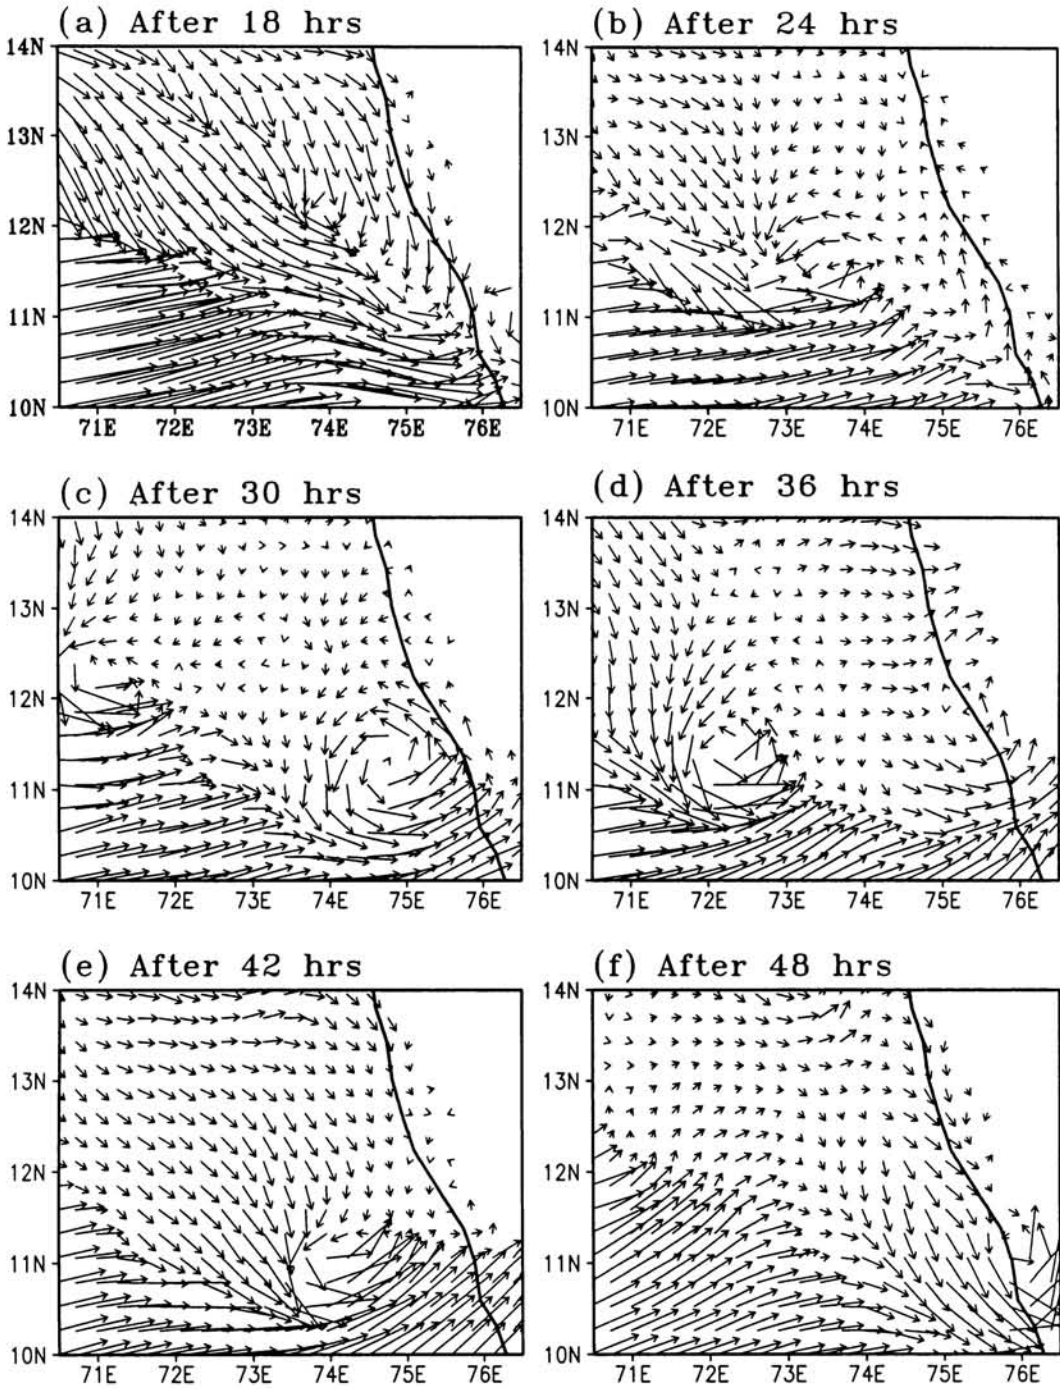 (a) After 18 hrs
(b) After 24 hrs
14N
13N
12N
11N
10N
71E 72E 73E 74E 75E 76E
14N
13N
12N
11N
10N
71E 72E 73E 74E 75E 76E
(c) After 30 hrs
(d) After 36 hrs
14N
13N
12N
11N
10N
71E 72E 73E 74E 75E 76E
14N
13N
12N
11N
10N
71E 72E 73E 74E 75E 76E
(e) After 42 hrs
(f) After 48 hrs
14N
13N
12N
11N
10N
71E 72E 73E 74E 75E 76E
14N
13N
12N
11N
10N
71E 72E 73E 74E 75E 76E